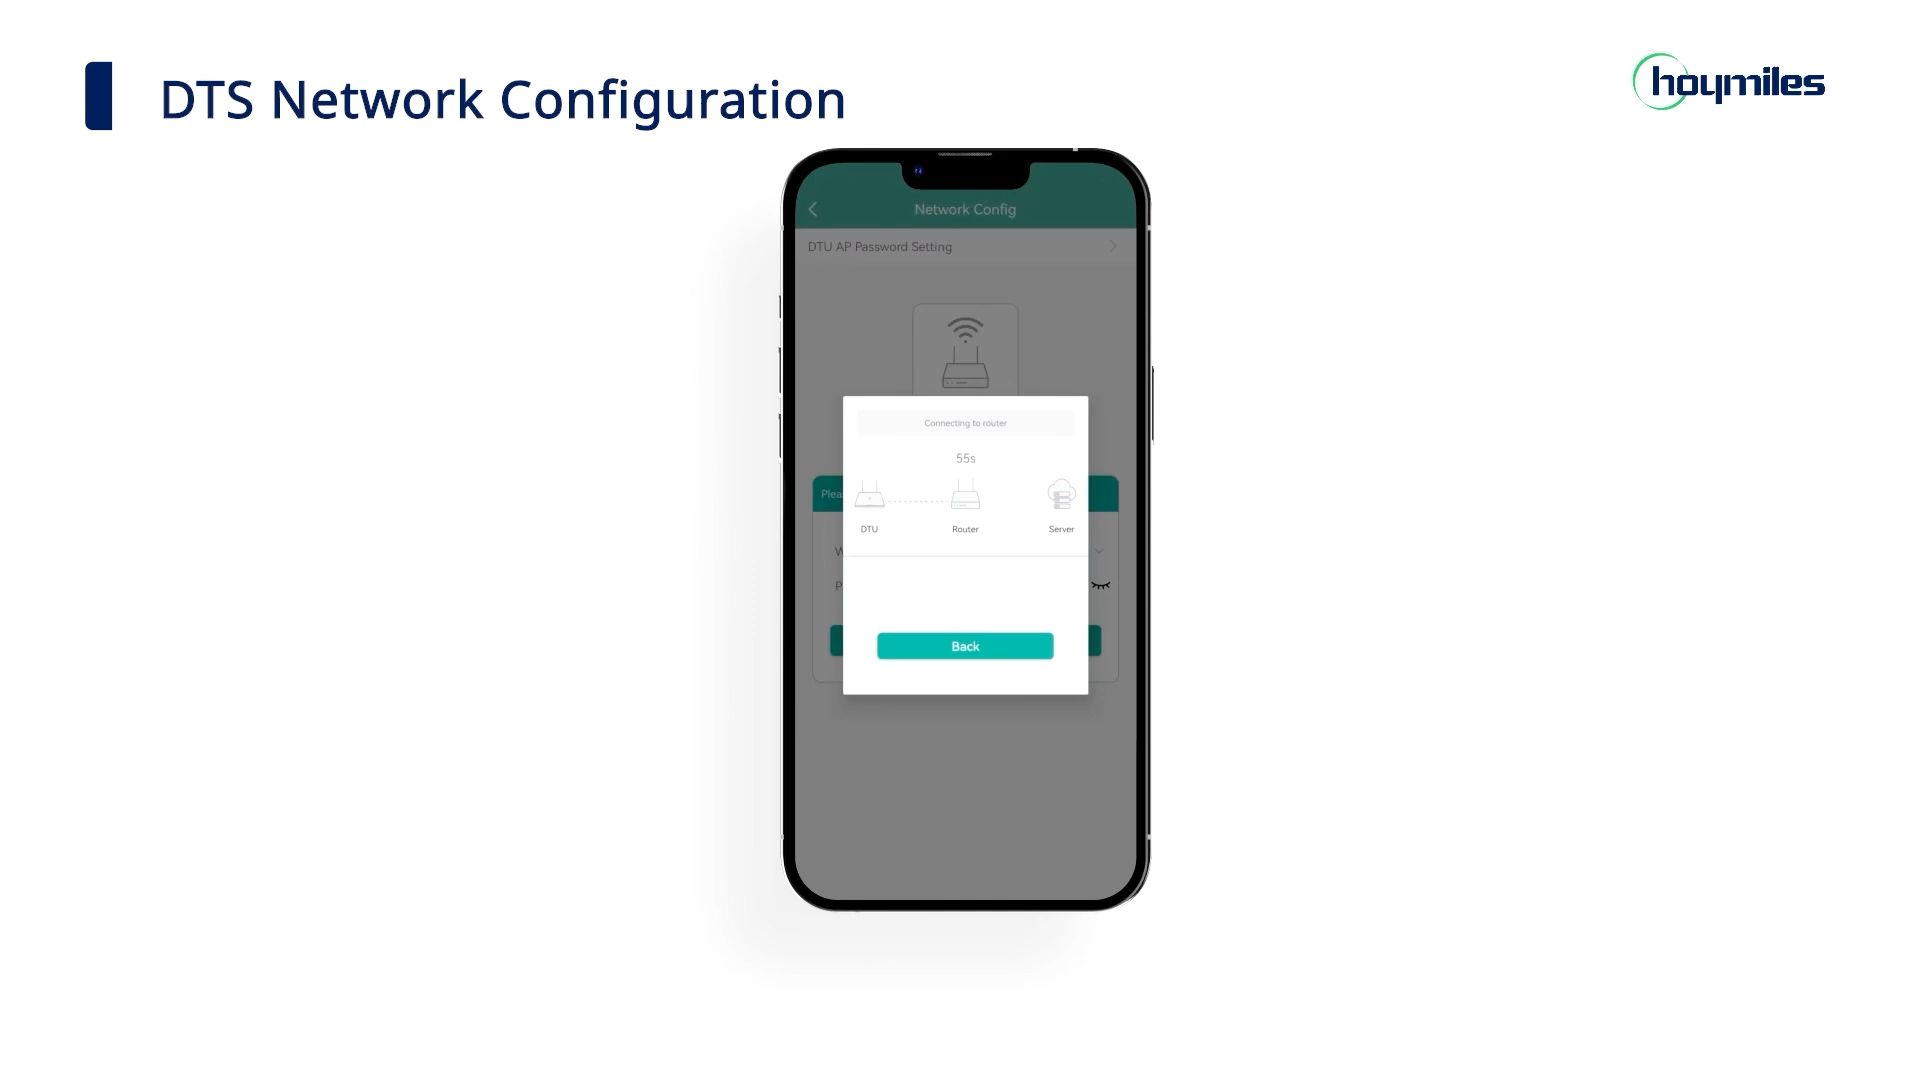 DTS Network Configuration
hoymiles
Network Config
DTU AP Password Setting
Connecting to router
55s
DTU Router Server
Back